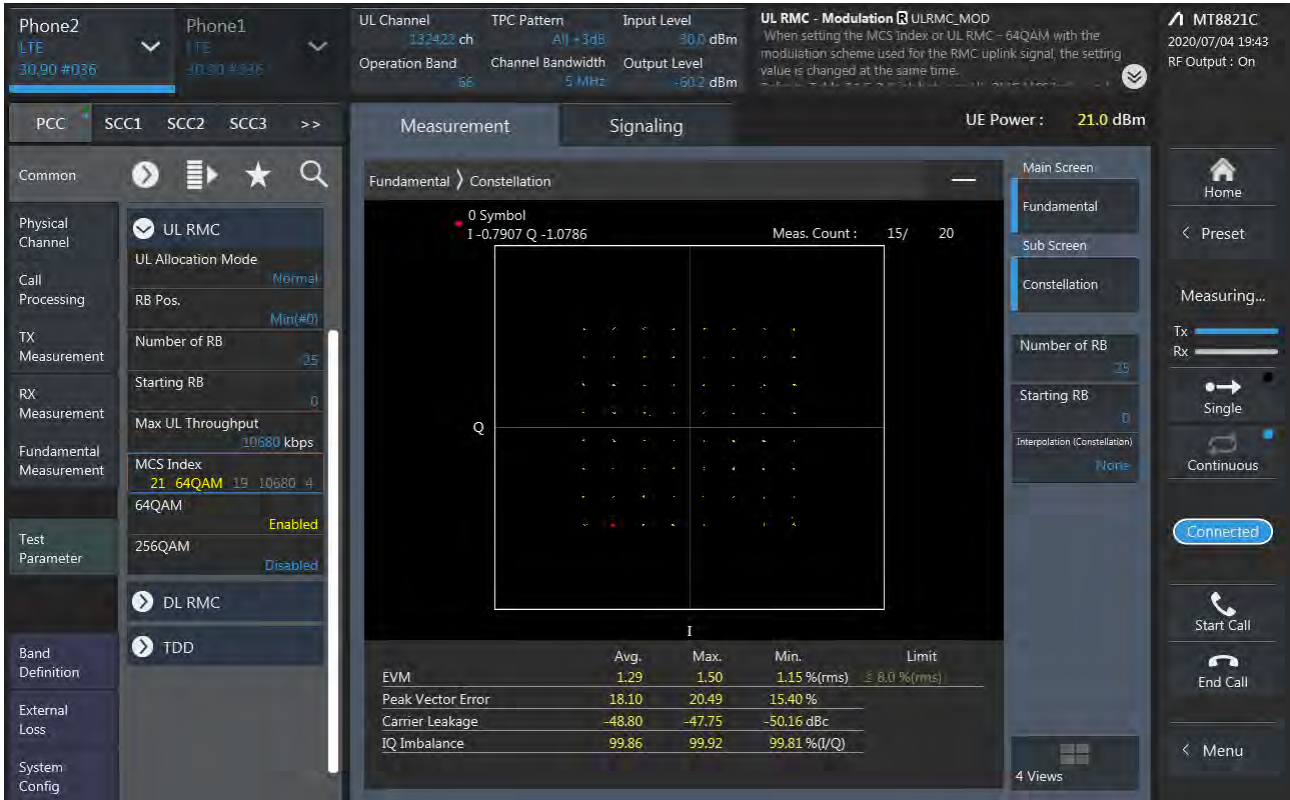 Phone2
LTE
30.90 #036
Phone1
LTE
30.90 #036
UL Channel
132422 ch
TPC Pattern
All +3dB
Input Level
30.0 dBm
Operation Band
66
Channel Bandwidth
5 MHz
Output Level
-60.2 dBm
UL RMC - Modulation R ULRMC_MOD
When setting the MCS Index or UL RMC - 64QAM with the
modulation scheme used for the RMC uplink signal, the setting
value is changed at the same time.
MT8821C
2020/07/04 19:43
RF Output : On
PCC SCC1 SCC2 SCC3 >>
Measurement
Signaling
UE Power : 21.0 dBm
Common
Physical
Channel
Call
Processing
TX
Measurement
RX
Measurement
Fundamental
Measurement
Test
Parameter
Band
Definition
External
Loss
System
Config
UL RMC
UL Allocation Mode
Normal
RB Pos.
Min(#0)
Number of RB
25
Starting RB
0
Max UL Throughput
10680 kbps
MCS Index
21 64QAM 19 10680 4
64QAM
Enabled
256QAM
Disabled
DL RMC
TDD
Fundamental 〉 Constellation
0 Symbol
I -0.7907 Q -1.0786
Meas. Count : 15/ 20
Q
I
Avg. Max. Min. Limit
EVM 1.29 1.50 1.15 %(rms) ≤ 8.0 %(rms)
Peak Vector Error 18.10 20.49 15.40 %
Carrier Leakage -48.80 -47.75 -50.16 dBc
IQ Imbalance 99.86 99.92 99.81 %(I/Q)
Main Screen
Fundamental
Sub Screen
Constellation
Number of RB
25
Starting RB
0
Interpolation (Constellation)
None
4 Views
Home
< Preset
Measuring...
Tx
Rx
Single
Continuous
Connected
Start Call
End Call
< Menu